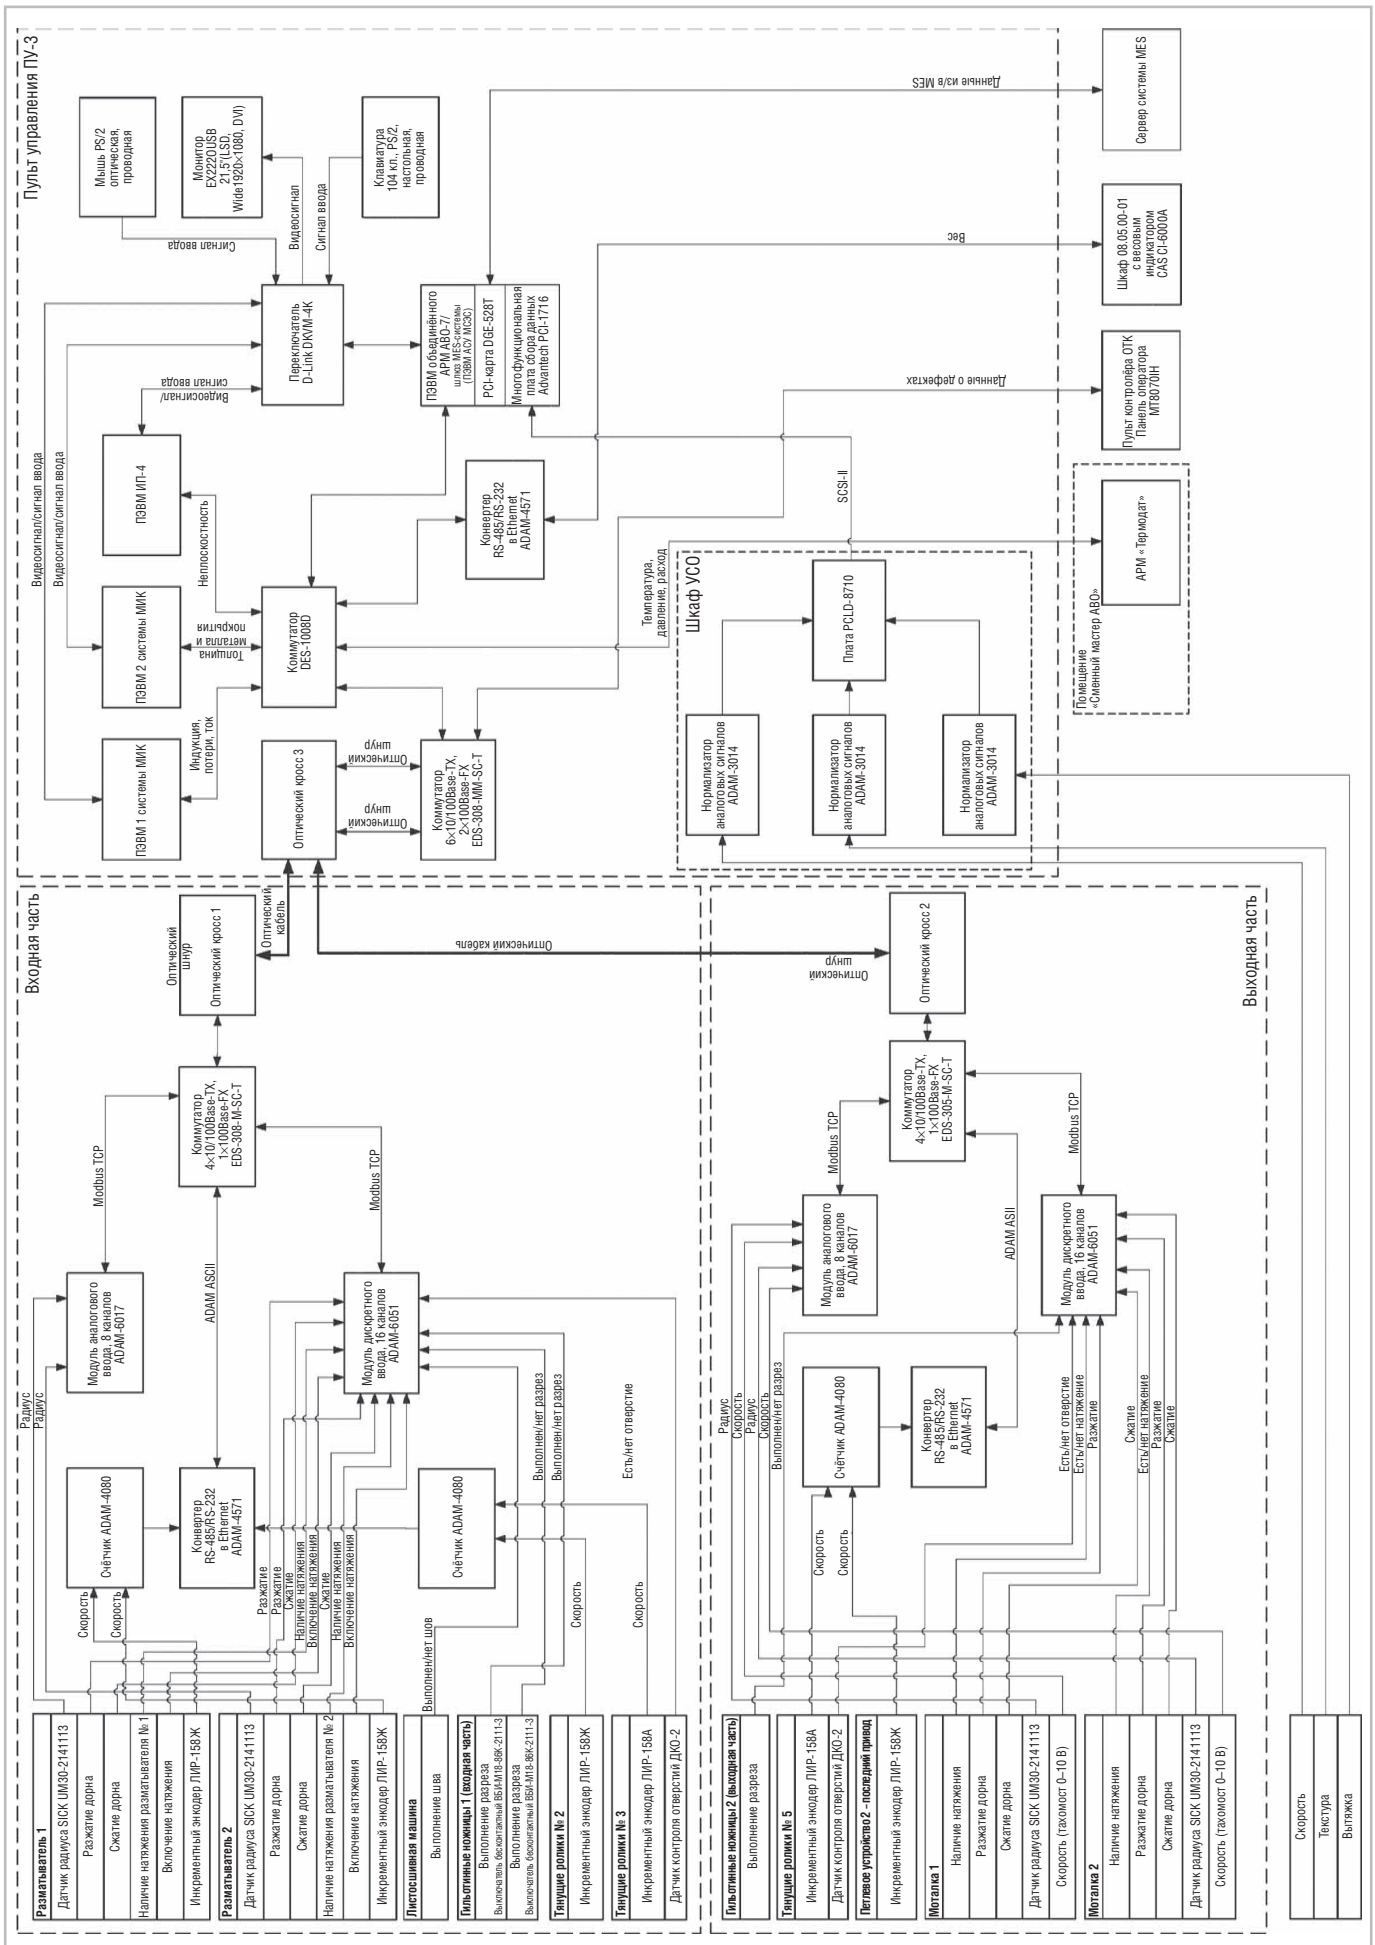 Пульт управления ПУ-3
Мышь PS/2
оптическая,
проводная
Монитор
EX2220USB
21,5"(LSD,
Wide1920×1080, DVI)
Клавиатура
104 кл., PS/2,
настольная,
проводная
Сигнал ввода
Видеосигнал
Сигнал ввода
Переключатель
D-Link DKVM-4K
Видеосигнал/сигнал ввода
Видеосигнал/сигнал ввода
Видеосигнал/
сигнал ввода
ПЭВМ объединённого
АРМ АВО-7/
шлюз MES-системы
(ПЭВМ АСУ МСЭС)
PCI-карта DGE-528T
Многофункциональная
плата сбора данных
Advantech PCI-1716
ПЭВМ ИП-4
ПЭВМ 2 системы МИК
ПЭВМ 1 системы МИК
Неплоскостность
Толщина
металла и
покрытия
Индукция,
потери, ток
Коммутатор
DES-1008D
Конвертер
RS-485/RS-232
в Ethernet
ADAM-4571
Оптический кросс 3
Оптический
шнур
Оптический
шнур
Коммутатор
6×10/100Base-TX,
2×100Base-FX
EDS-308-MM-SC-T
SCSI-II
Температура,
давление, расход
Шкаф УСО
Плата PCLD-8710
Нормализатор
аналоговых сигналов
ADAM-3014
Нормализатор
аналоговых сигналов
ADAM-3014
Нормализатор
аналоговых сигналов
ADAM-3014
Данные из/в MES
Вес
Данные о дефектах
Сервер системы MES
Шкаф 08.05.00-01
с весовым
индикатором
CAS CI-6000A
Пульт контролёра ОТК
Панель оператора
MT8070IH
Помещение
«Сменный мастер АВО»
АРМ «Термодат»
Входная часть
Оптический
шнур
Оптический кросс 1
Оптический
кабель
Оптический кабель
Коммутатор
4×10/100Base-TX,
1×100Base-FX
EDS-308-M-SC-T
Modbus TCP
ADAM ASCII
Modbus TCP
Модуль аналогового
ввода, 8 каналов
ADAM-6017
Модуль дискретного
ввода, 16 каналов
ADAM-6051
Радиус
Радиус
Счётчик ADAM-4080
Конвертер
RS-485/RS-232
в Ethernet
ADAM-4571
Счётчик ADAM-4080
Скорость
Скорость
Разжатие
Разжатие
Сжатие
Наличие натяжения
Включение натяжения
Сжатие
Наличие натяжения
Включение натяжения
Выполнен/нет шов
Выполнен/нет разрез
Выполнен/нет разрез
Скорость
Есть/нет отверстие
Скорость
Разматыватель 1
Датчик радиуса SICK UM30-2141113
Разжатие дорна
Сжатие дорна
Наличие натяжения разматывателя № 1
Включение натяжения
Инкрементный энкодер ЛИР-158Ж
Разматыватель 2
Датчик радиуса SICK UM30-2141113
Разжатие дорна
Сжатие дорна
Наличие натяжения разматывателя № 2
Включение натяжения
Инкрементный энкодер ЛИР-158Ж
Листосшивная машина
Выполнение шва
Гильотинные ножницы 1 (входная часть)
Выполнение разреза
Выключатель бесконтактный ВБИ-М18-86К-2111-З
Выполнение разреза
Выключатель бесконтактный ВБИ-М18-86К-2111-З
Тянущие ролики № 2
Инкрементный энкодер ЛИР-158Ж
Тянущие ролики № 3
Инкрементный энкодер ЛИР-158А
Датчик контроля отверстий ДКО-2
Выходная часть
Оптический
шнур
Оптический кросс 2
Коммутатор
4×10/100Base-TX,
1×100Base-FX
EDS-305-M-SC-T
Modbus TCP
ADAM ASII
Modbus TCP
Модуль аналогового
ввода, 8 каналов
ADAM-6017
Модуль дискретного
ввода, 16 каналов
ADAM-6051
Счётчик ADAM-4080
Конвертер
RS-485/RS-232
в Ethernet
ADAM-4571
Радиус
Скорость
Радиус
Скорость
Выполнен/нет разрез
Скорость
Скорость
Есть/нет отверстие
Есть/нет натяжение
Разжатие
Сжатие
Есть/нет натяжение
Разжатие
Сжатие
Гильотинные ножницы 2 (выходная часть)
Выполнение разреза
Тянущие ролики № 5
Инкрементный энкодер ЛИР-158А
Датчик контроля отверстий ДКО-2
Петлевое устройство 2 – последний привод
Инкрементный энкодер ЛИР-158Ж
Моталка 1
Наличие натяжения
Разжатие дорна
Сжатие дорна
Датчик радиуса SICK UM30-2141113
Скорость (тахомост 0–10 В)
Моталка 2
Наличие натяжения
Разжатие дорна
Сжатие дорна
Датчик радиуса SICK UM30-2141113
Скорость (тахомост 0–10 В)
Скорость
Текстура
Вытяжка